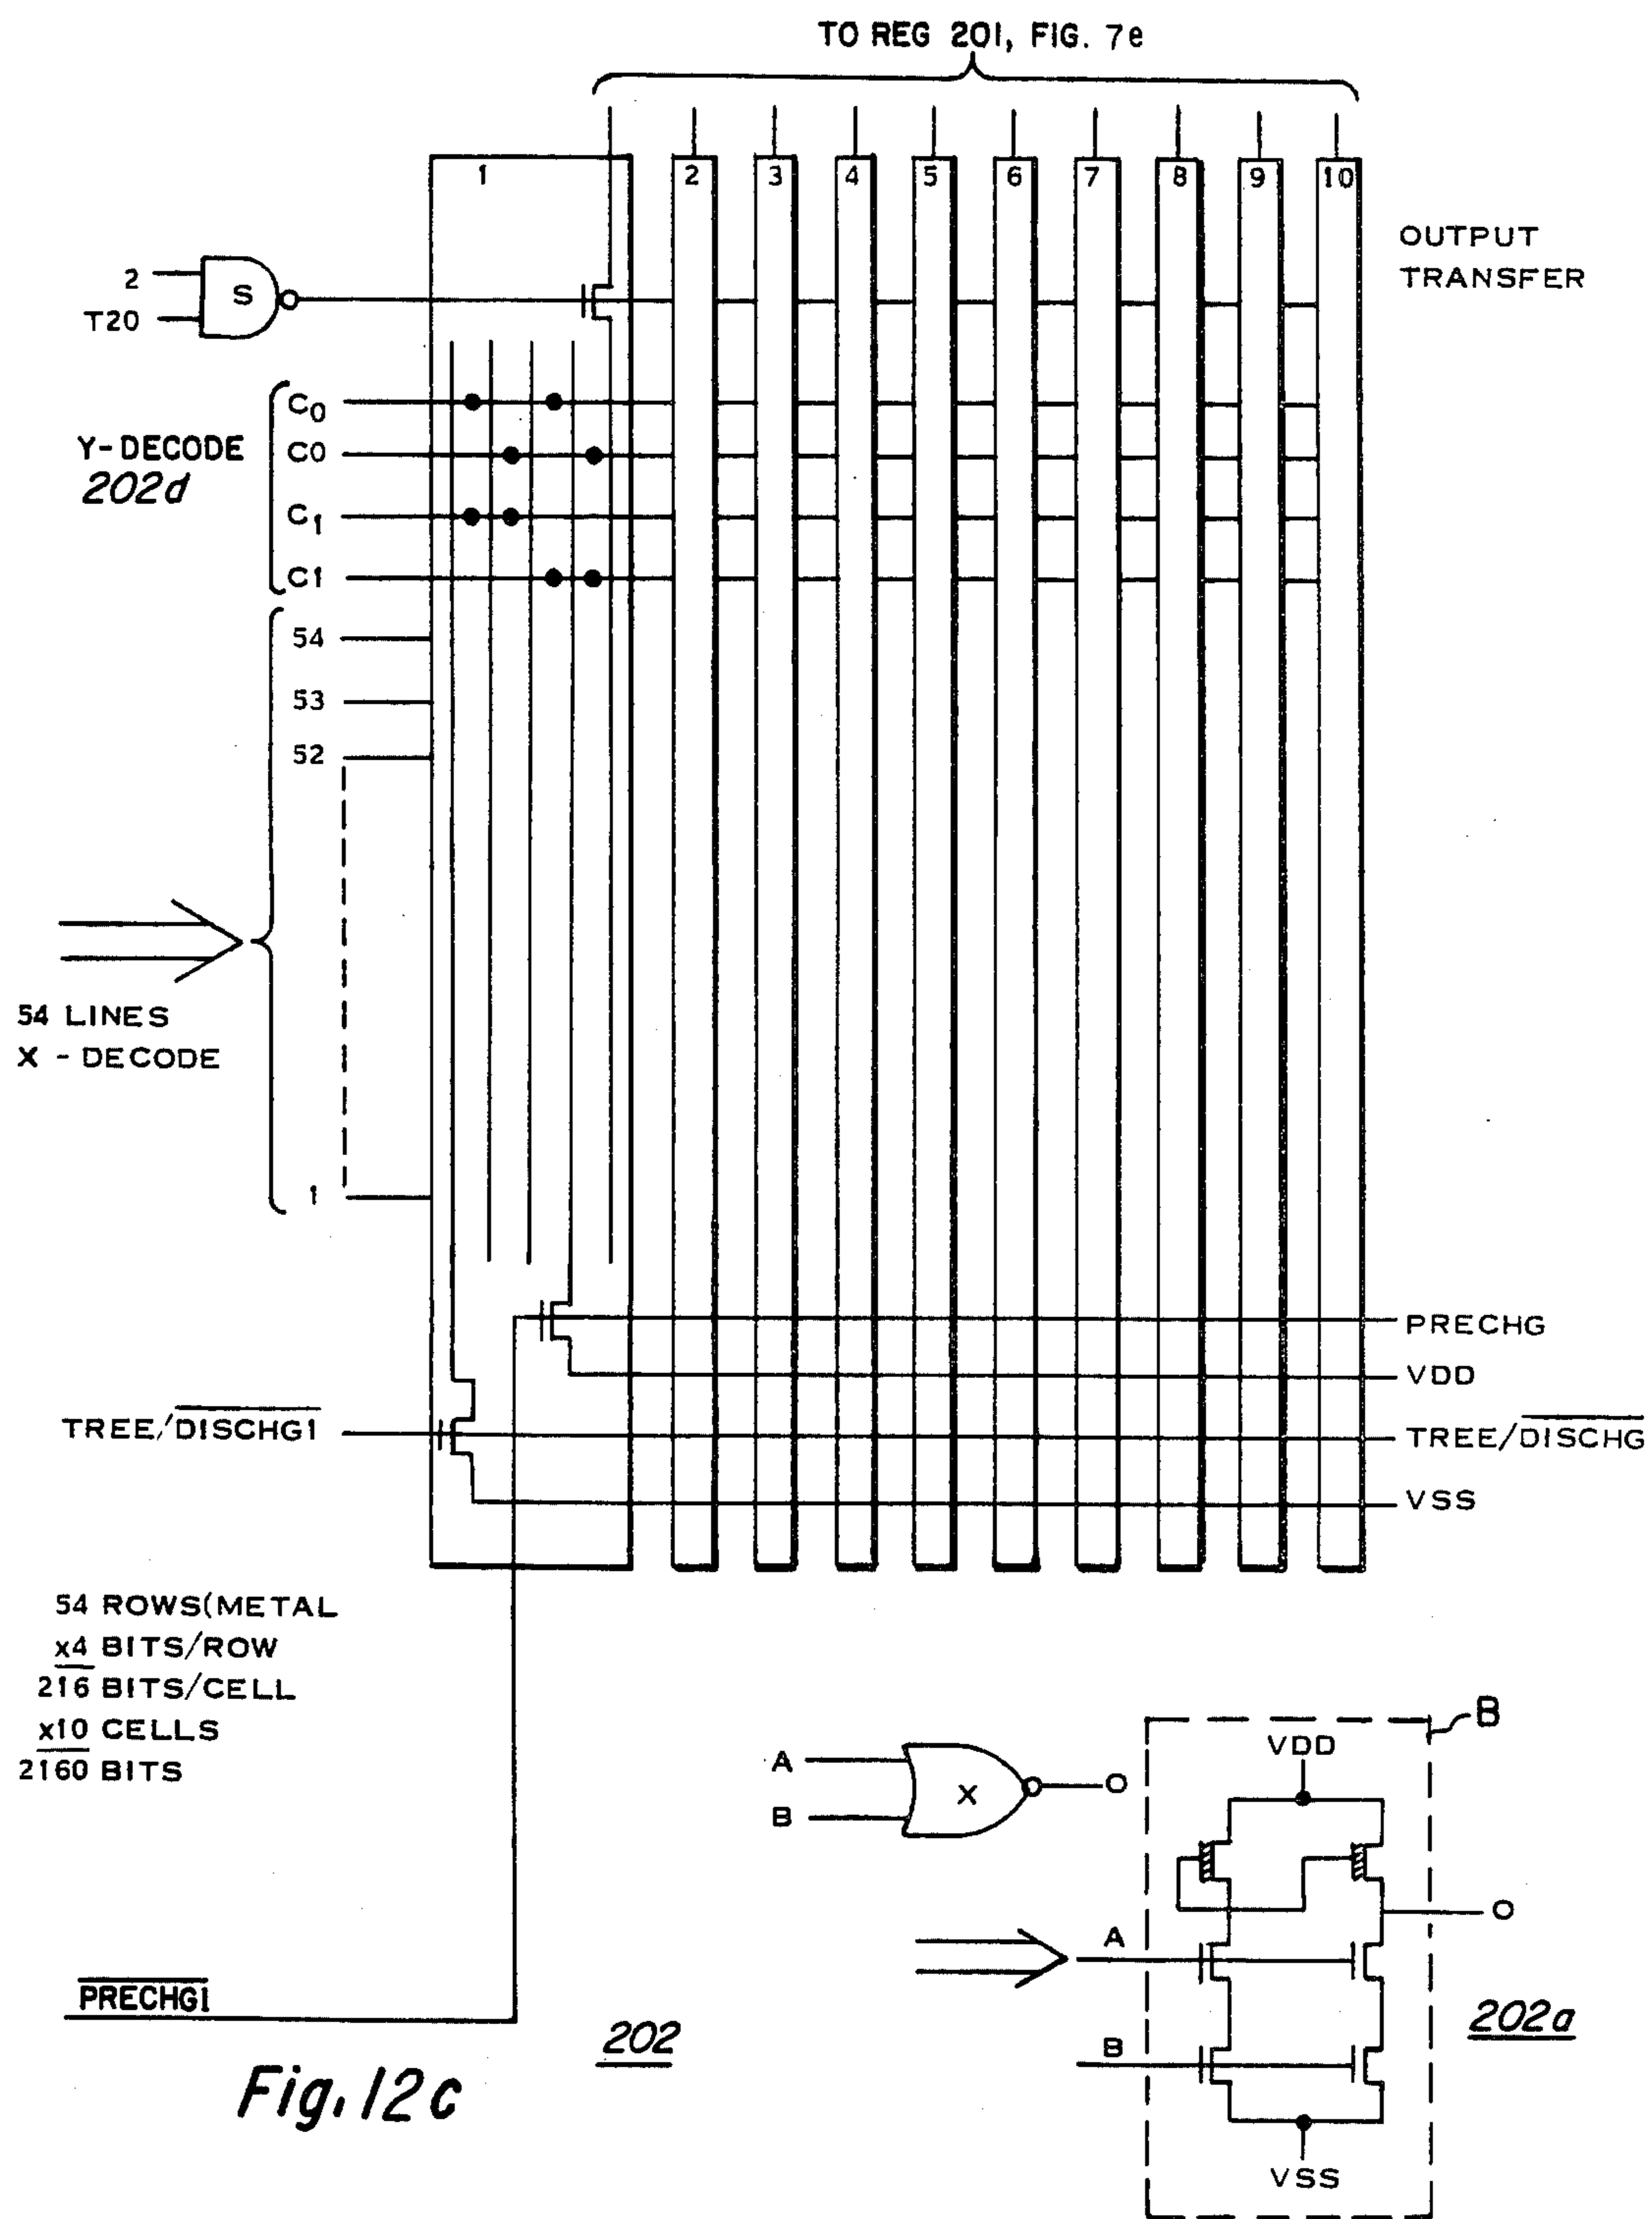 TO REG 201, FIG. 7e
1 2 3 4 5 6 7 8 9 10
OUTPUT
TRANSFER
2
T20
S
Y-DECODE
202d
C₀
C0
C₁
C1
54
53
52
1
54 LINES
X - DECODE
PRECHG
VDD
TREE/DISCHG1
TREE/DISCHG
VSS
54 ROWS(METAL
x4 BITS/ROW
216 BITS/CELL
x10 CELLS
2160 BITS
A
B
X
O
B
VDD
O
A
B
VSS
202a
PRECHG1
202
Fig. 12c